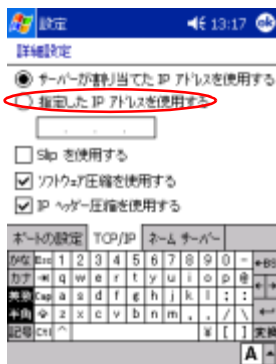 設定 13:17 ok
詳細設定
サーバーが割り当てた IP アドレスを使用する
指定した IP アドレスを使用する
. . .
Slip を使用する
ソフトウェア圧縮を使用する
IP ヘッダー圧縮を使用する
ポートの設定 TCP/IP ネーム サーバー
かな Esc 1 2 3 4 5 6 7 8 9 0 - ←BS
カナ q w e r t y u i o p @
英数 Cap a s d f g h j k l ; :
半角 z x c v b n m , . / \
記号 Ctl ^ ¥ [ ] 変換
A